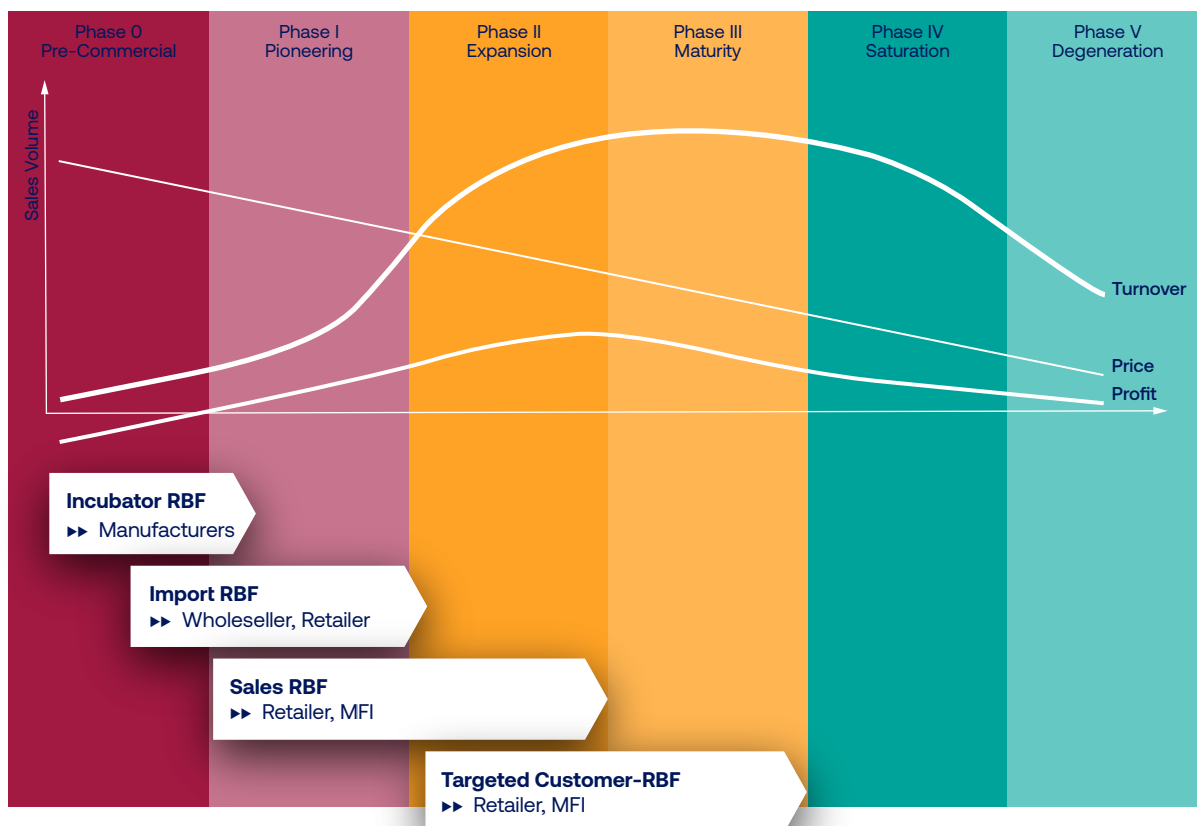 Phase 0
Pre-Commercial
Phase I
Pioneering
Phase II
Expansion
Phase III
Maturity
Phase IV
Saturation
Phase V
Degeneration
Sales Volume
Turnover
Price
Profit
Incubator RBF
▸▸ Manufacturers
Import RBF
▸▸ Wholeseller, Retailer
Sales RBF
▸▸ Retailer, MFI
Targeted Customer-RBF
▸▸ Retailer, MFI